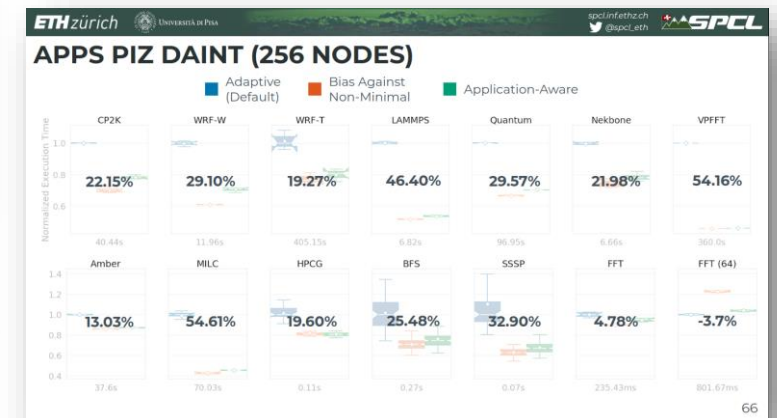 ETH zürich UNIVERSITÀ DI PISA spcl.inf.ethz.ch
@spcl_eth SPCL
APPS PIZ DAINT (256 NODES)
Adaptive
(Default)
Bias Against
Non-Minimal
Application-Aware
CP2K WRF-W WRF-T LAMMPS Quantum Nekbone VPFFT
Normalized Execution Time
1.0
0.8
0.6
22.15% 29.10% 19.27% 46.40% 29.57% 21.98% 54.16%
40.44s 11.96s 405.15s 6.82s 96.95s 6.66s 360.0s
Amber MILC HPCG BFS SSSP FFT FFT (64)
1.4
1.2
1.0
0.8
0.6
0.4
13.03% 54.61% 19.60% 25.48% 32.90% 4.78% -3.7%
37.6s 70.03s 0.11s 0.27s 0.07s 235.43ms 801.67ms
66